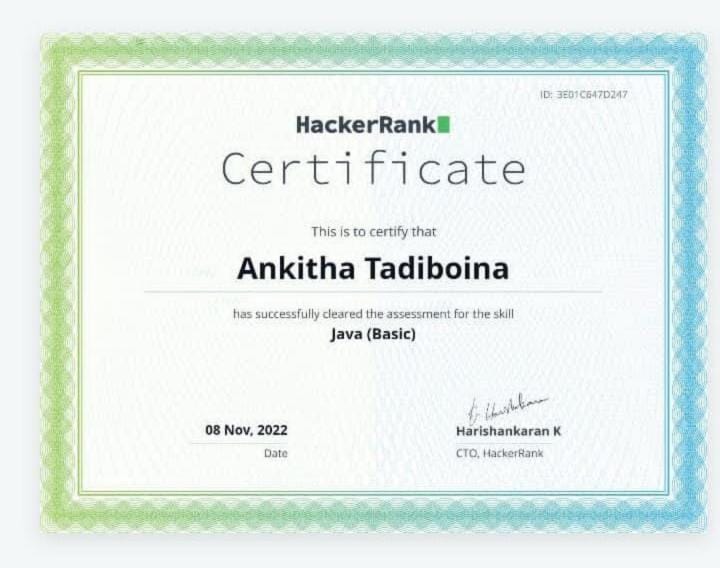 ID: 3E01C647D247
HackerRank
Certificate
This is to certify that
Ankitha Tadiboina
has successfully cleared the assessment for the skill
Java (Basic)
08 Nov, 2022
Date
Harishankaran K
CTO, HackerRank